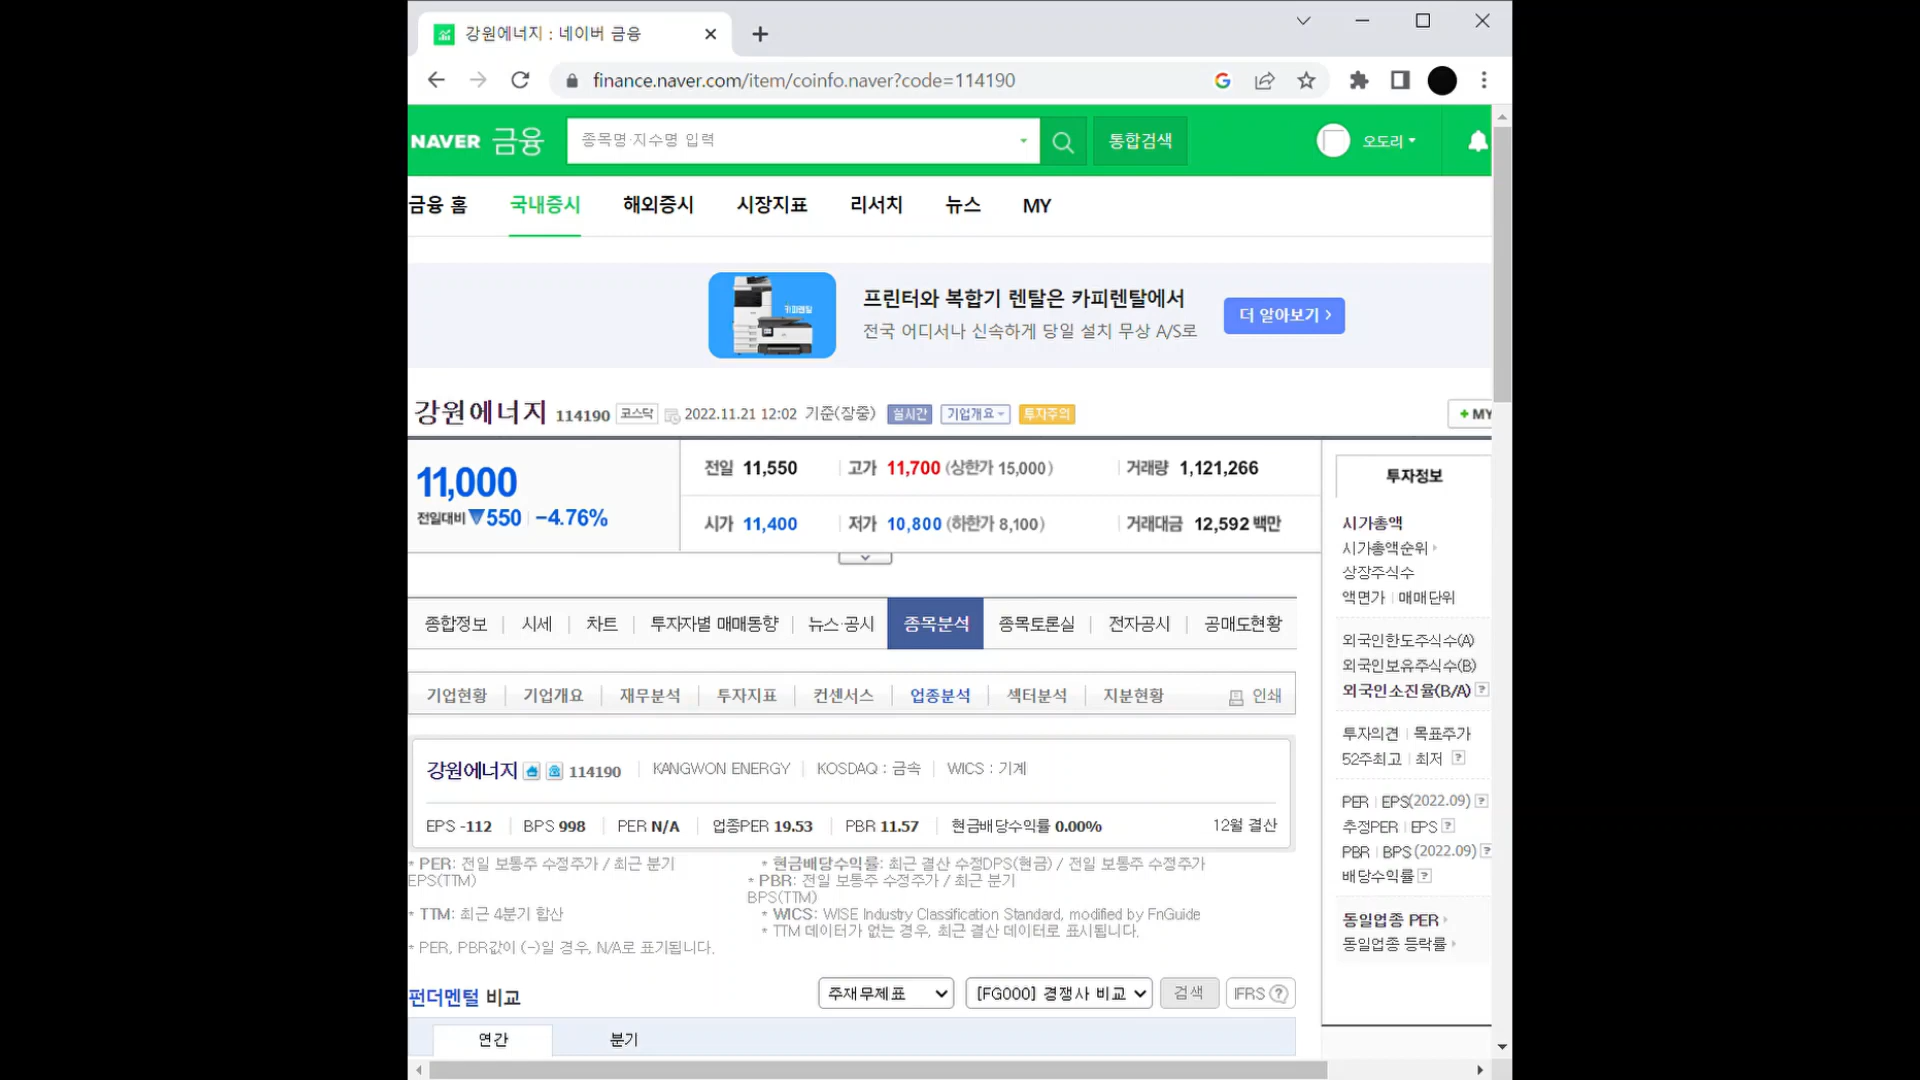 강원에너지 : 네이버 금융
finance.naver.com/item/coinfo.naver?code=114190
NAVER 금융 종목명·지수명 입력 통합검색 오도리
금융 홈 국내증시 해외증시 시장지표 리서치 뉴스 MY
카피렌탈
프린터와 복합기 렌탈은 카피렌탈에서
전국 어디서나 신속하게 당일 설치 무상 A/S로
더 알아보기 >
강원에너지 114190 코스닥 2022.11.21 12:02 기준(장중) 실시간 기업개요 투자주의 + MY
11,000
전일대비 ▼550 -4.76%
전일 11,550 고가 11,700 (상한가 15,000) 거래량 1,121,266
시가 11,400 저가 10,800 (하한가 8,100) 거래대금 12,592 백만
종합정보 시세 차트 투자자별 매매동향 뉴스·공시 종목분석 종목토론실 전자공시 공매도현황
기업현황 기업개요 재무분석 투자지표 컨센서스 업종분석 섹터분석 지분현황 인쇄
강원에너지 114190 KANGWON ENERGY KOSDAQ : 금속 WICS : 기계
EPS -112 BPS 998 PER N/A 업종PER 19.53 PBR 11.57 현금배당수익률 0.00% 12월 결산
* PER: 전일 보통주 수정주가 / 최근 분기
EPS(TTM)
* TTM: 최근 4분기 합산
* PER, PBR값이 (-)일 경우, N/A로 표기됩니다.
* 현금배당수익률: 최근 결산 수정DPS(현금) / 전일 보통주 수정주가
* PBR: 전일 보통주 수정주가 / 최근 분기
BPS(TTM)
* WICS: WISE Industry Classification Standard, modified by FnGuide
* TTM 데이터가 없는 경우, 최근 결산 데이터로 표시됩니다.
펀더멘털 비교 주재무제표 [FG000] 경쟁사 비교 검색 IFRS ?
연간 분기
투자정보
시가총액
시가총액순위
상장주식수
액면가 매매단위
외국인한도주식수(A)
외국인보유주식수(B)
외국인소진율(B/A) ?
투자의견 목표주가
52주최고 최저 ?
PER EPS(2022.09) ?
추정PER EPS ?
PBR BPS (2022.09) ?
배당수익률 ?
동일업종 PER
동일업종 등락률